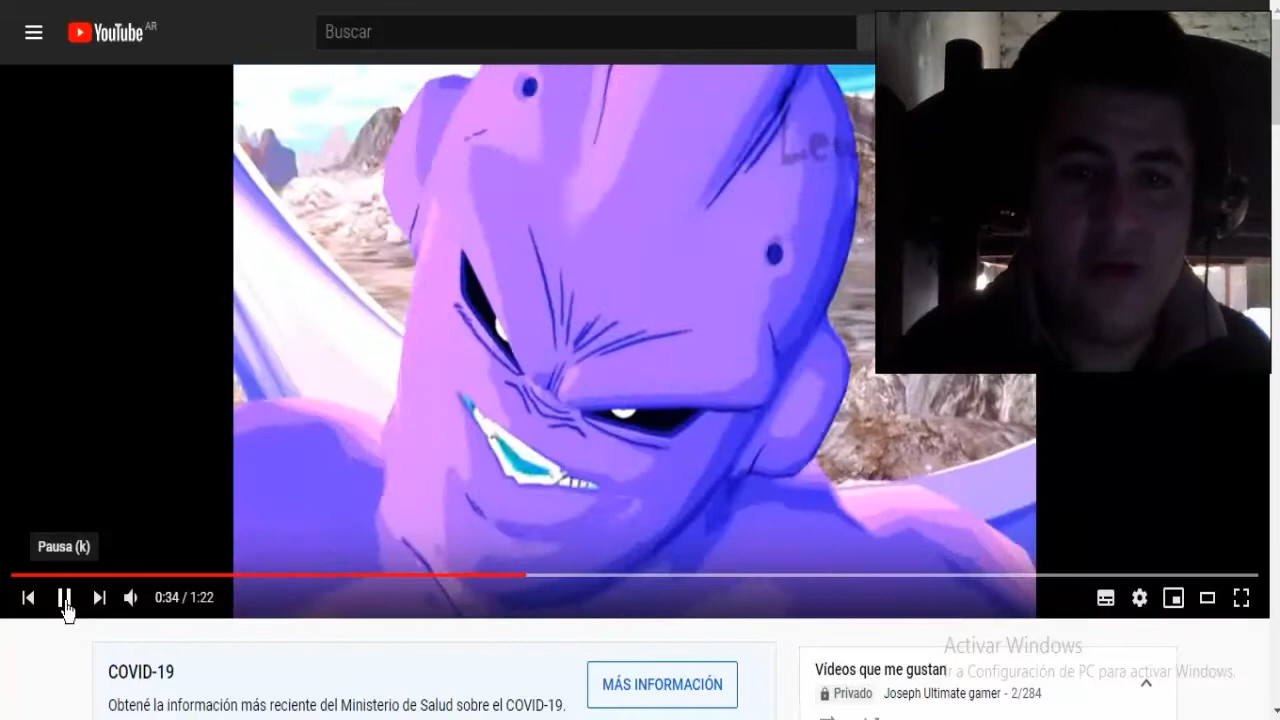 YouTube AR
Buscar
Pausa (k)
0:34 / 1:22
COVID-19
Obtené la información más reciente del Ministerio de Salud sobre el COVID-19.
MÁS INFORMACIÓN
Activar Windows
a Configuración de PC para activar Windows.
Vídeos que me gustan
Privado Joseph Ultimate gamer - 2/284